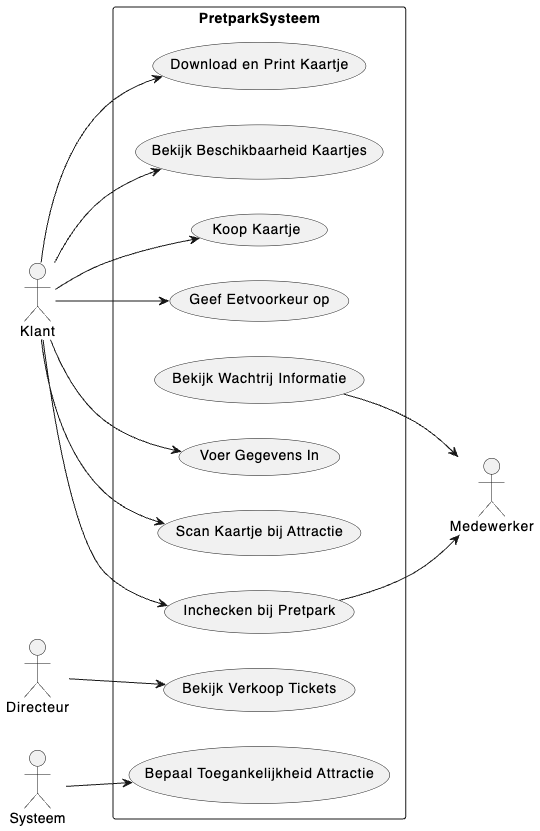 PretparkSysteem
Download en Print Kaartje
Bekijk Beschikbaarheid Kaartjes
Koop Kaartje
Geef Eetvoorkeur op
Klant
Bekijk Wachtrij Informatie
Voer Gegevens In
Medewerker
Scan Kaartje bij Attractie
Inchecken bij Pretpark
Bekijk Verkoop Tickets
Directeur
Bepaal Toegankelijkheid Attractie
Systeem